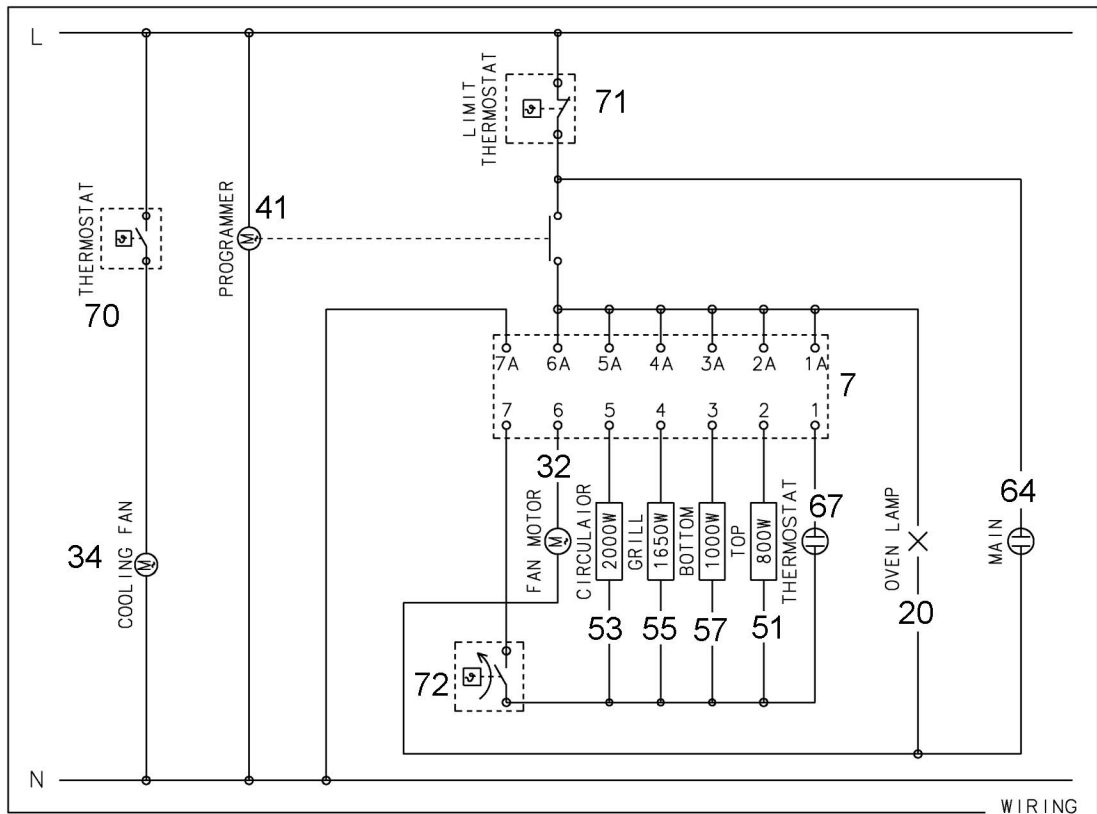 L
LIMIT
THERMOSTAT
71
THERMOSTAT
70
PROGRAMMER
41
M
7A 6A 5A 4A 3A 2A 1A
7
7 6 5 4 3 2 1
32
FAN MOTOR
M
CIRCULAIOR
2000W
GRILL
1650W
BOTTOM
1000W
TOP
800W
THERMOSTAT
67
OVEN LAMP
20
MAIN
64
34
COOLING FAN
M
53 55 57 51
72
N
WIRING